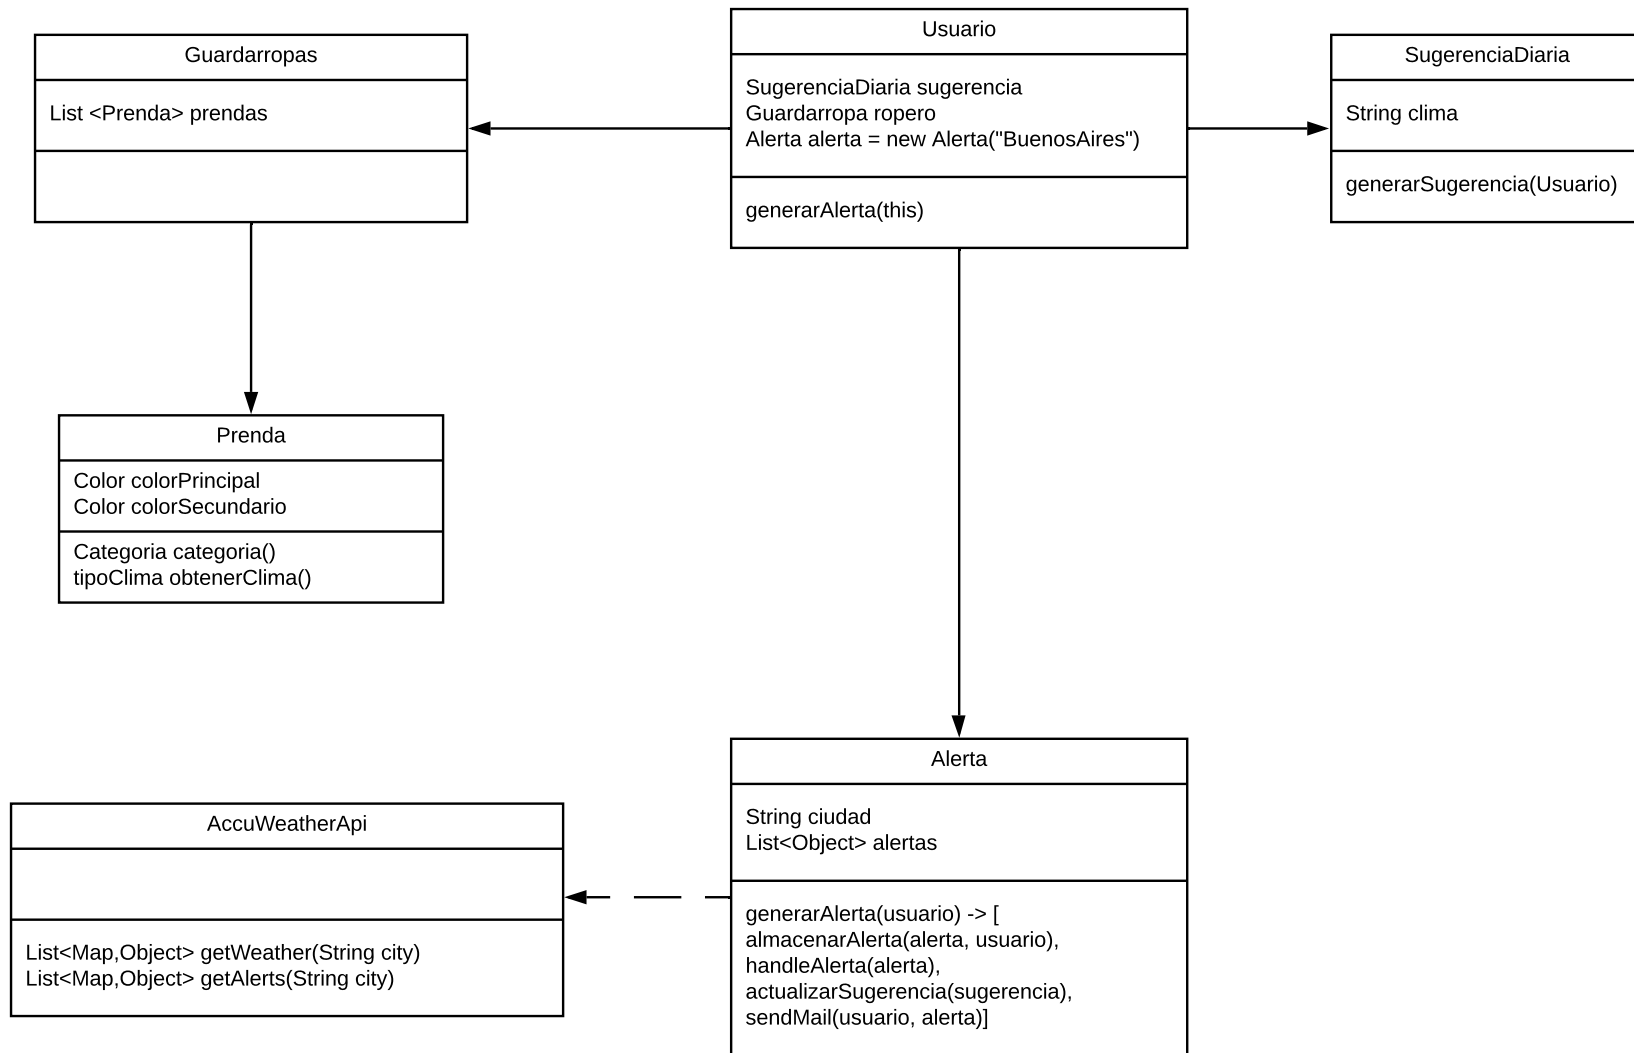 Guardarropas
List <Prenda> prendas
Usuario
SugerenciaDiaria sugerencia
Guardarropa ropero
Alerta alerta = new Alerta("BuenosAires")
generarAlerta(this)
SugerenciaDiaria
String clima
generarSugerencia(Usuario)
Prenda
Color colorPrincipal
Color colorSecundario
Categoria categoria()
tipoClima obtenerClima()
AccuWeatherApi
List<Map,Object> getWeather(String city)
List<Map,Object> getAlerts(String city)
Alerta
String ciudad
List<Object> alertas
generarAlerta(usuario) -> [
almacenarAlerta(alerta, usuario),
handleAlerta(alerta),
actualizarSugerencia(sugerencia),
sendMail(usuario, alerta)]